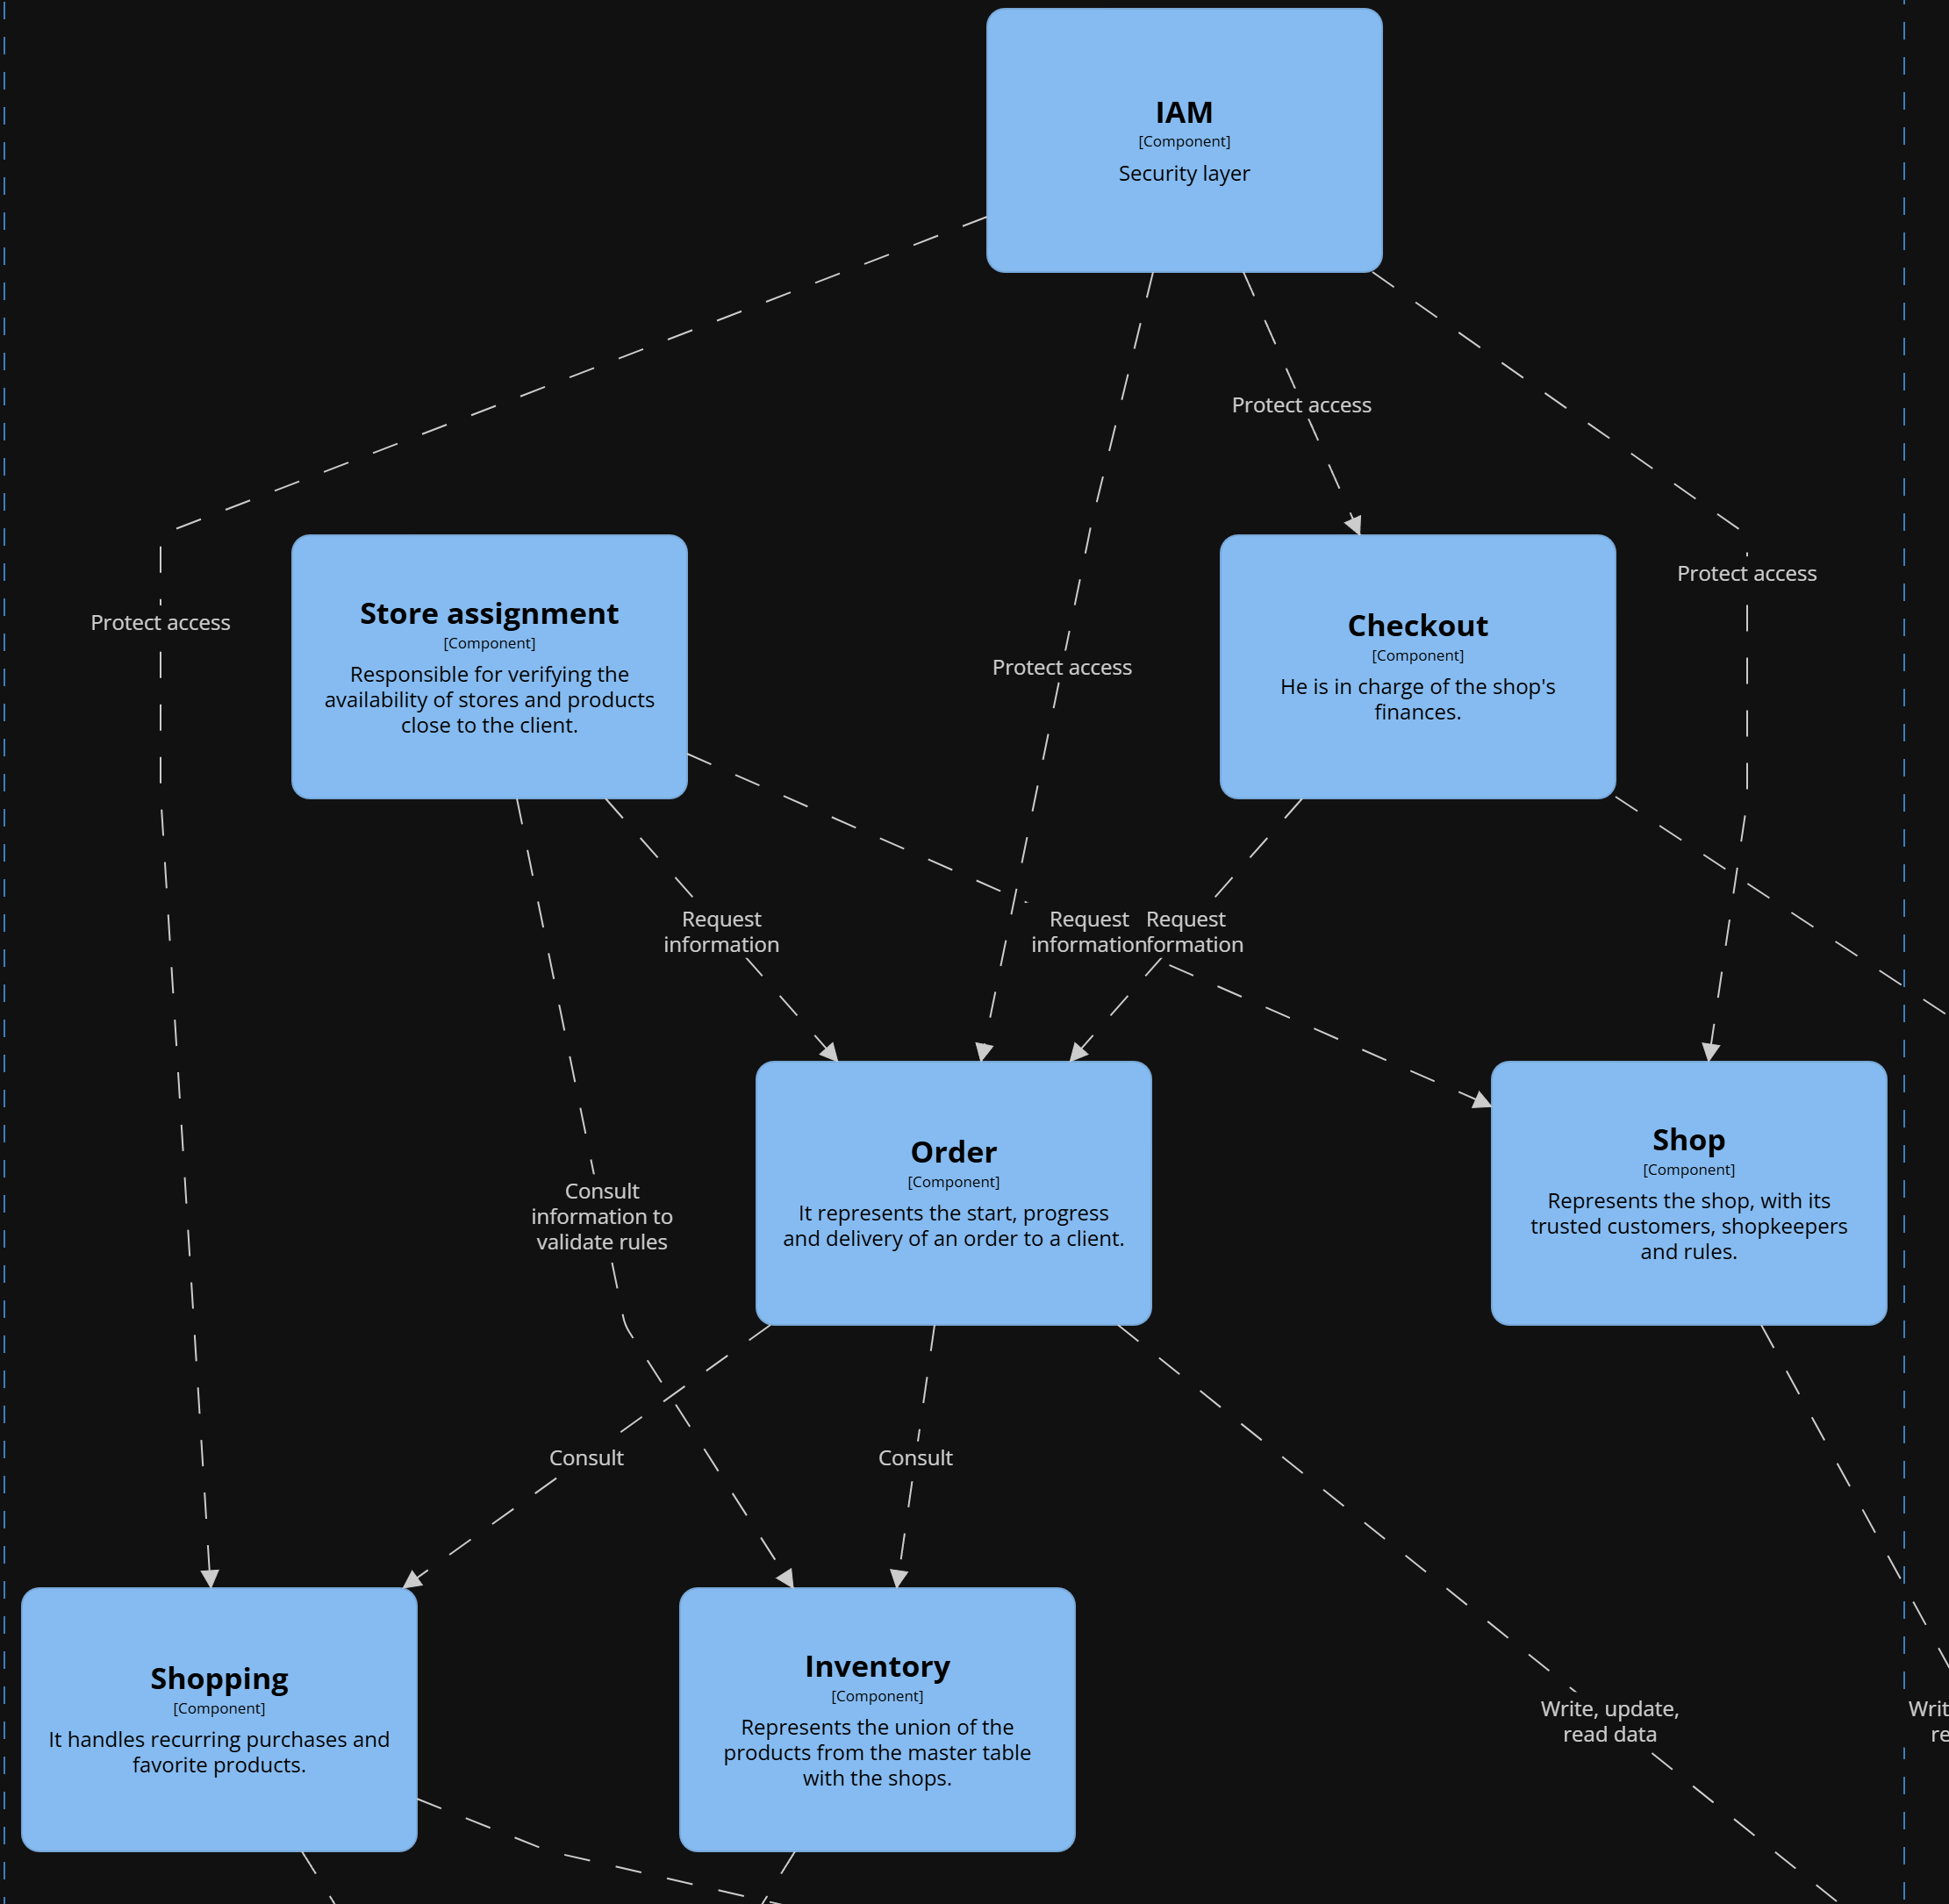 IAM
[Component]
Security layer
Protect access
Protect access
Protect access
Protect access
Store assignment
[Component]
Responsible for verifying the
availability of stores and products
close to the client.
Checkout
[Component]
He is in charge of the shop's
finances.
Request
information
Request
information
Request
formation
Order
[Component]
It represents the start, progress
and delivery of an order to a client.
Shop
[Component]
Represents the shop, with its
trusted customers, shopkeepers
and rules.
Consult
information to
validate rules
Consult
Consult
Shopping
[Component]
It handles recurring purchases and
favorite products.
Inventory
[Component]
Represents the union of the
products from the master table
with the shops.
Write, update,
read data